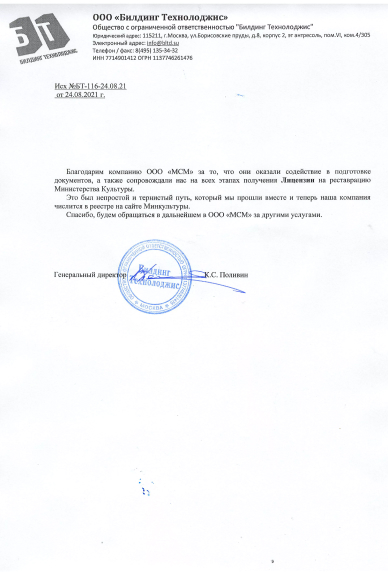 ООО «Билдинг Технолоджис»
Общество с ограниченной ответственностью "Билдинг Технолоджис"
Юридический адрес: 115211, г.Москва, ул.Борисовские пруды, д.8, корпус 2, эт антресоль, пом.VI, ком.4/305
Электронный адрес: info@bltd.su
Телефон / факс: 8(495) 135-34-32
ИНН 7714901412 ОГРН 1137746261476
БТ
БИЛДИНГ ТЕХНОЛОДЖИС
Исх №БТ-116-24.08.21
от 24.08.2021 г.
Благодарим компанию ООО «МСМ» за то, что они оказали содействие в подготовке
документов, а также сопровождали нас на всех этапах получения Лицензии на реставрацию
Министерства Культуры.
Это был непростой и тернистый путь, который мы прошли вместе и теперь наша компания
числится в реестре на сайте Минкультуры.
Спасибо, будем обращаться в дальнейшем в ООО «МСМ» за другими услугами.
Генеральный директор К.С. Поливин
Билдинг
Технолоджис
МОСКВА